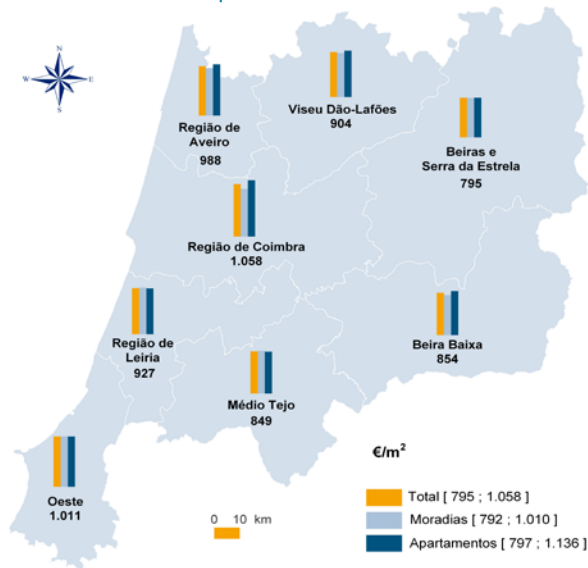 N
W
E
S
Viseu Dão-Lafões
904
Região de
Aveiro
988
Beiras e
Serra da Estrela
795
Região de Coimbra
1.058
Região de
Leiria
927
Beira Baixa
854
Médio Tejo
849
Oeste
1.011
€/m²
0 10 km
Total [ 795 ; 1.058 ]
Moradias [ 792 ; 1.010 ]
Apartamentos [ 797 ; 1.136 ]